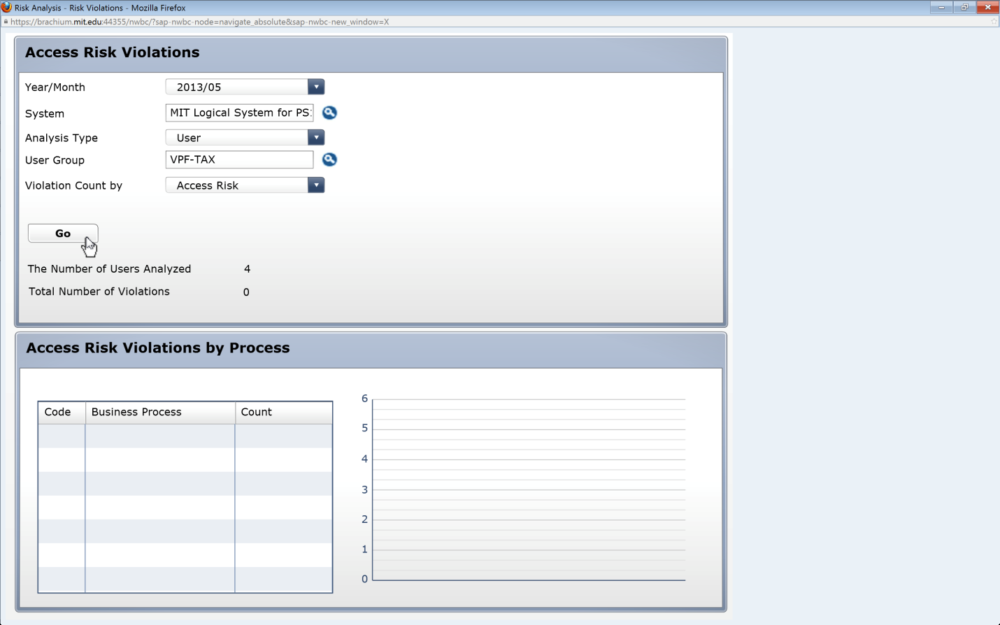 Risk Analysis - Risk Violations - Mozilla Firefox
https://brachium.mit.edu:44355/nwbc/?sap-nwbc-node=navigate_absolute&sap-nwbc-new_window=X
Access Risk Violations
Year/Month 2013/05
System MIT Logical System for PS1
Analysis Type User
User Group VPF-TAX
Violation Count by Access Risk
Go
The Number of Users Analyzed 4
Total Number of Violations 0
Access Risk Violations by Process
Code Business Process Count
6
5
4
3
2
1
0